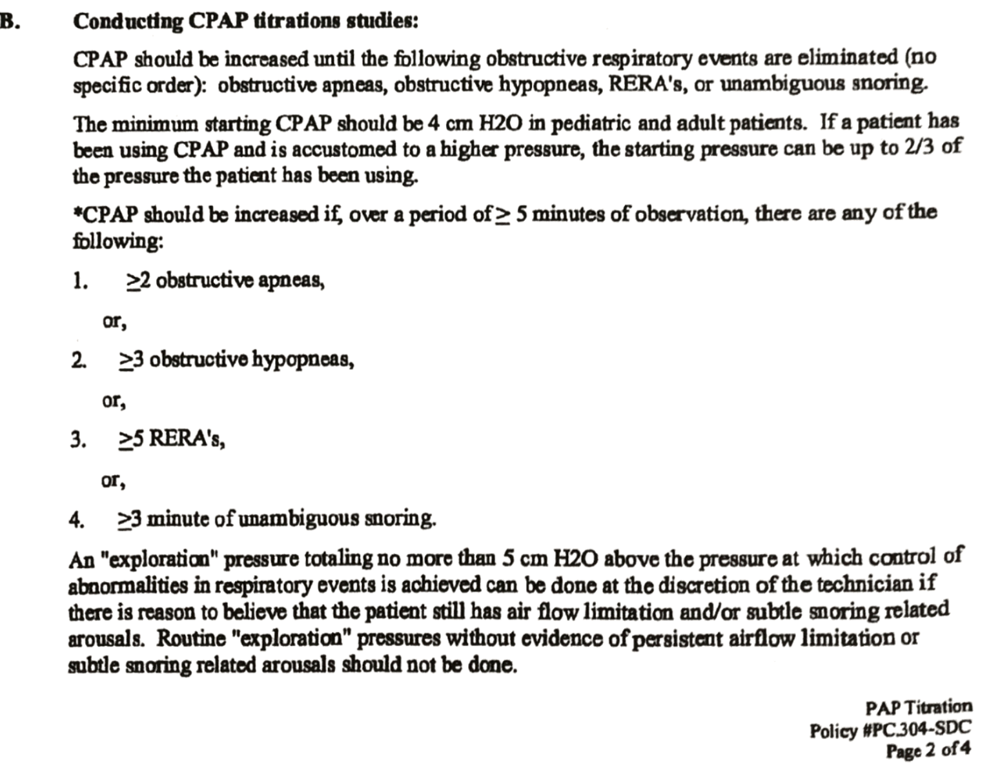 B. Conducting CPAP titrations studies:
CPAP should be increased until the following obstructive respiratory events are eliminated (no
specific order): obstructive apneas, obstructive hypopneas, RERA's, or unambiguous snoring.
The minimum starting CPAP should be 4 cm H2O in pediatric and adult patients. If a patient has
been using CPAP and is accustomed to a higher pressure, the starting pressure can be up to 2/3 of
the pressure the patient has been using.
*CPAP should be increased if, over a period of ≥ 5 minutes of observation, there are any of the
following:
1. ≥2 obstructive apneas,
or,
2. ≥3 obstructive hypopneas,
or,
3. ≥5 RERA's,
or,
4. ≥3 minute of unambiguous snoring.
An "exploration" pressure totaling no more than 5 cm H2O above the pressure at which control of
abnormalities in respiratory events is achieved can be done at the discretion of the technician if
there is reason to believe that the patient still has air flow limitation and/or subtle snoring related
arousals. Routine "exploration" pressures without evidence of persistent airflow limitation or
subtle snoring related arousals should not be done.
PAP Titration
Policy #PC.304-SDC
Page 2 of 4